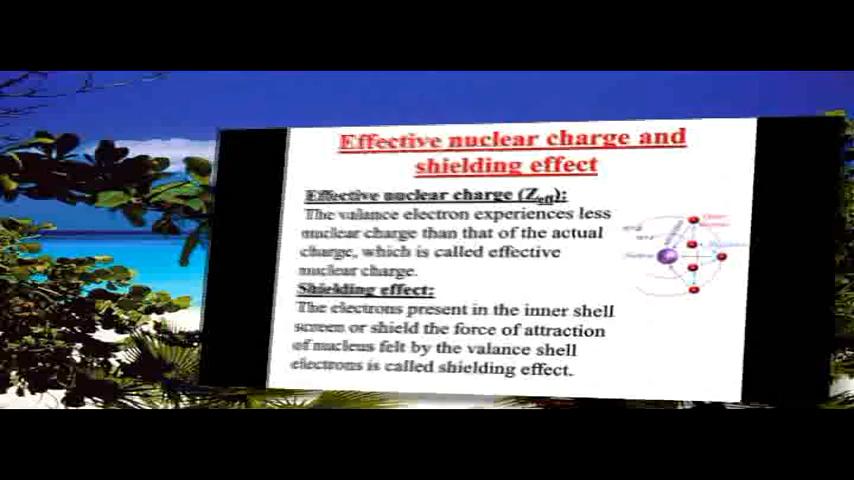 Effective nuclear charge and
shielding effect
Effective nuclear charge (Zeff):
The valance electron experiences less
nuclear charge than that of the actual
charge, which is called effective
nuclear charge.
Shielding effect:
The electrons present in the inner shell
screen or shield the force of attraction
of nucleus felt by the valance shell
electrons is called shielding effect.